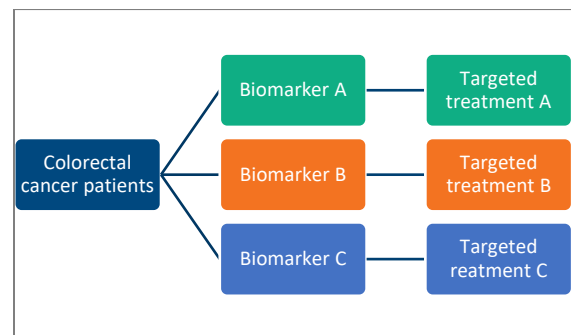 Biomarker A
Targeted
treatment A
Colorectal
cancer patients
Biomarker B
Targeted
treatment B
Biomarker C
Targeted
reatment C